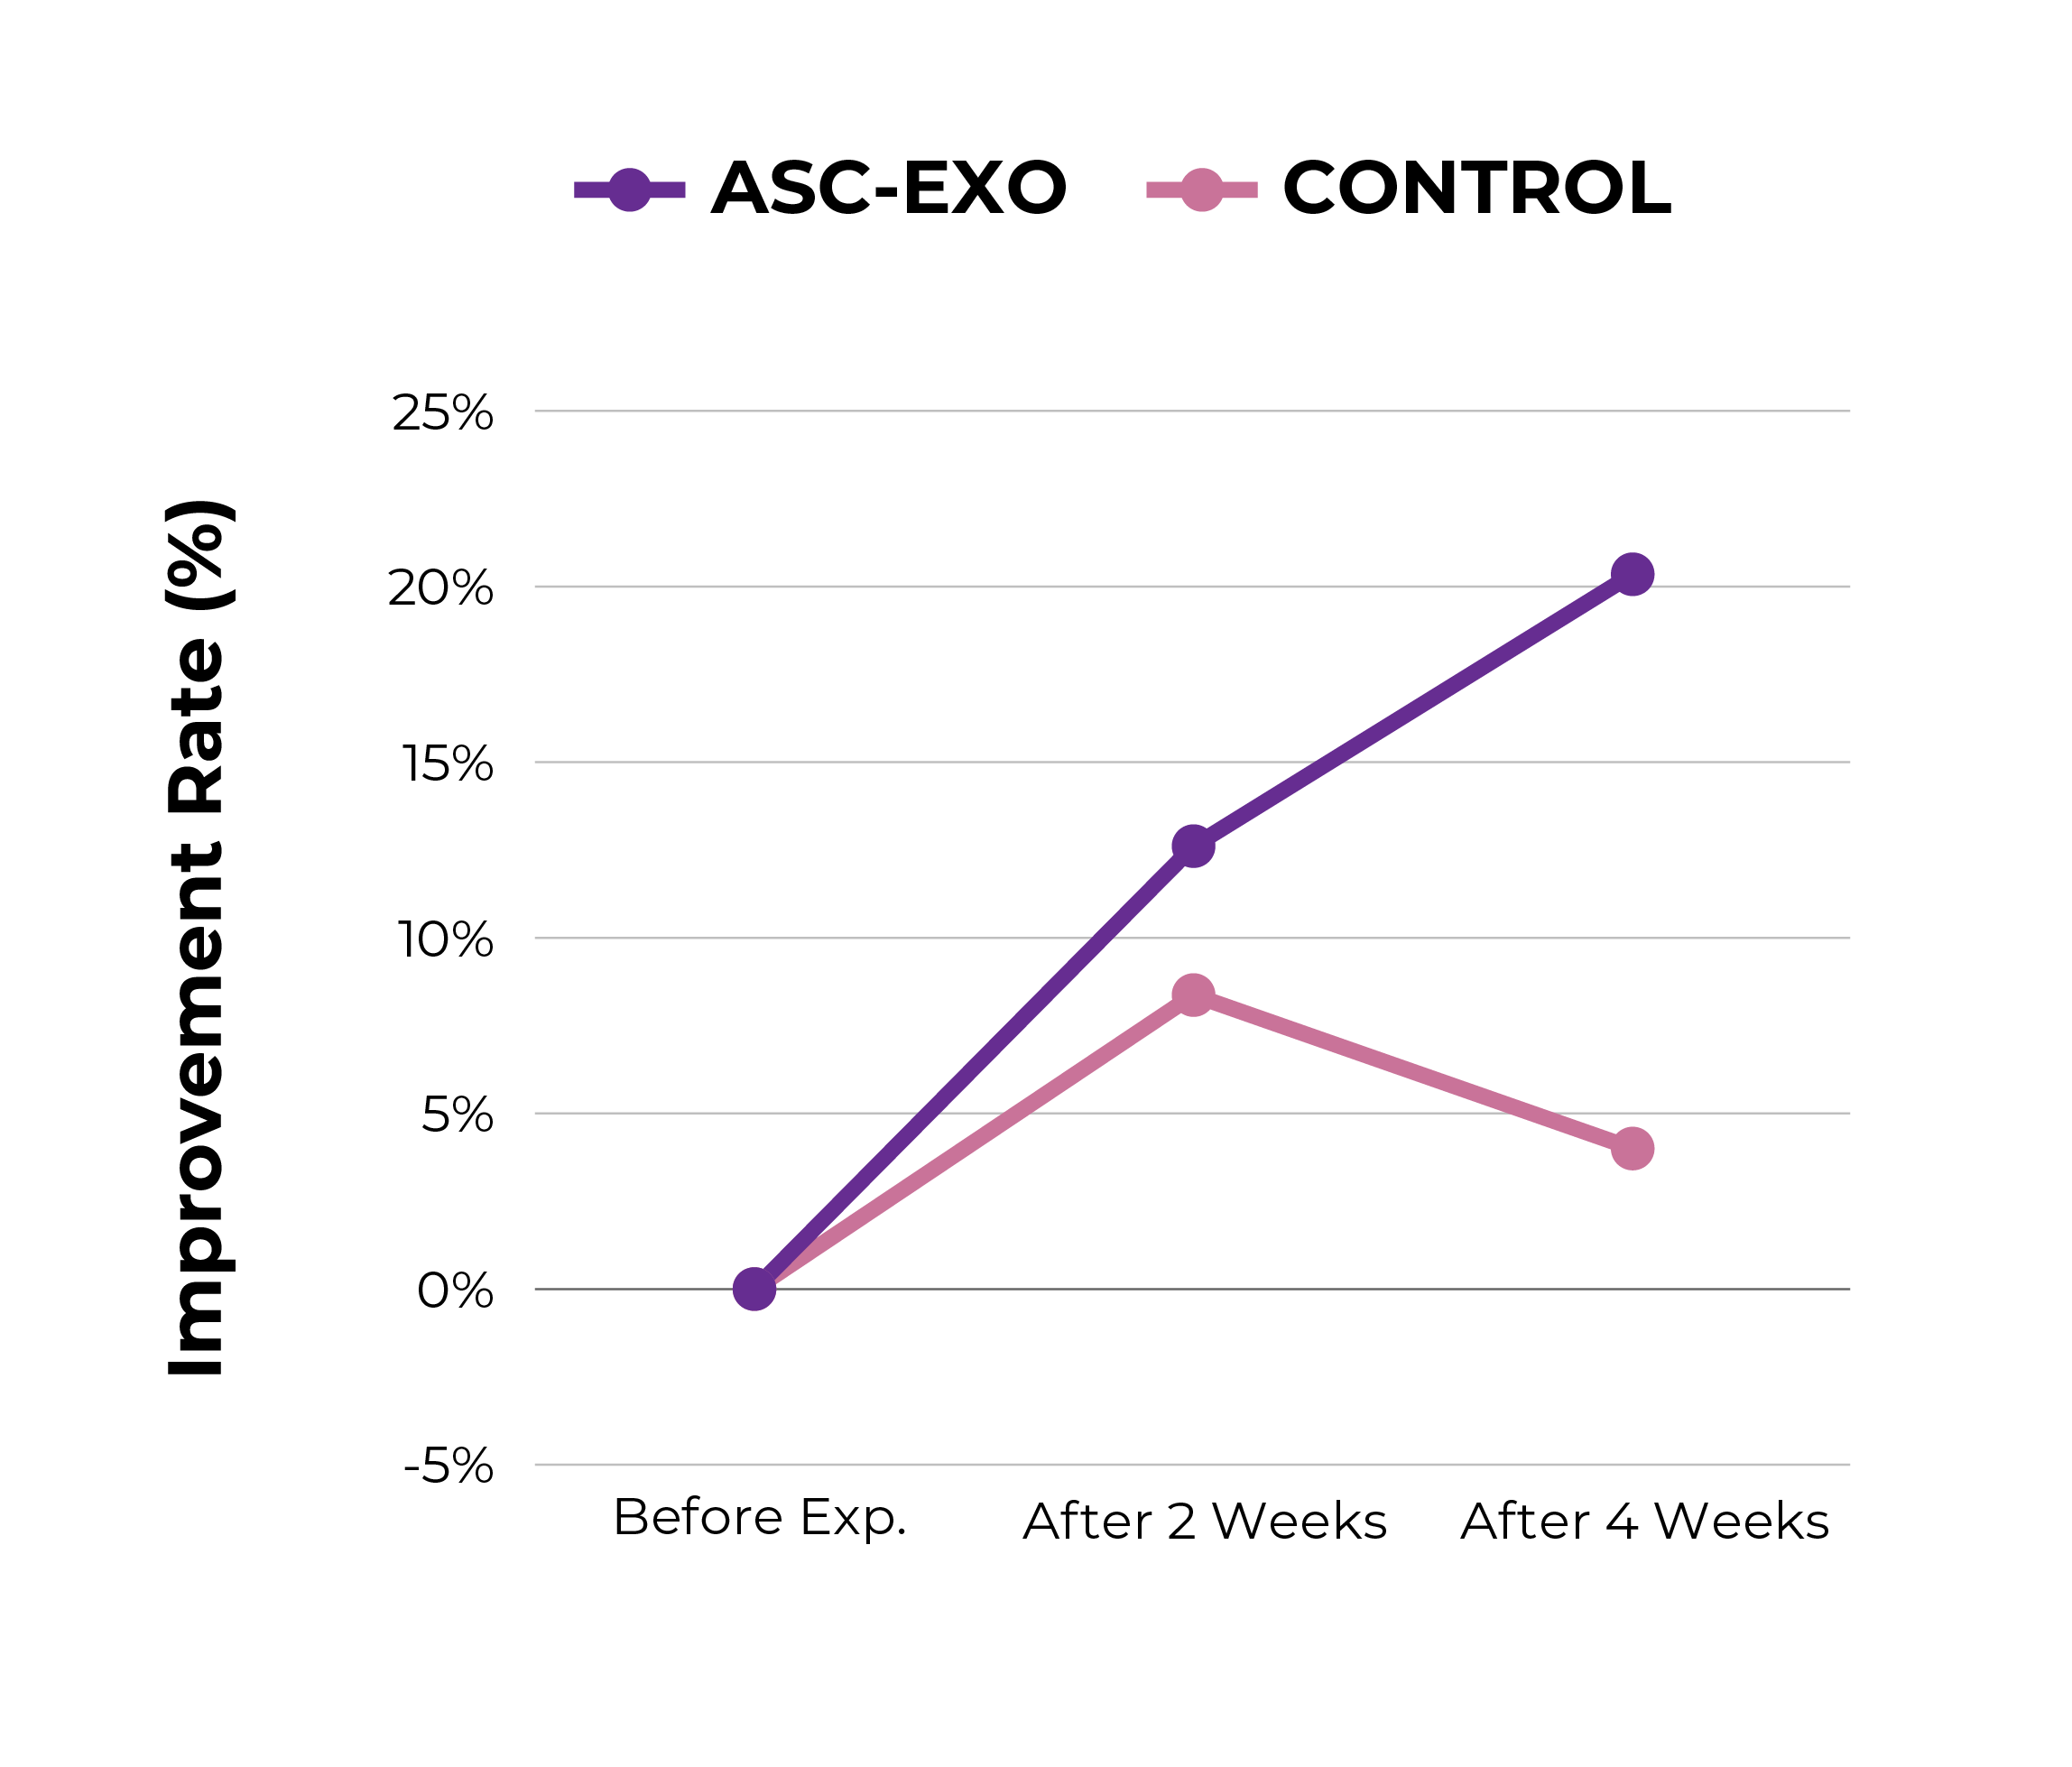 ASC-EXO CONTROL
Improvement Rate (%)
25%
20%
15%
10%
5%
0%
-5%
Before Exp. After 2 Weeks After 4 Weeks